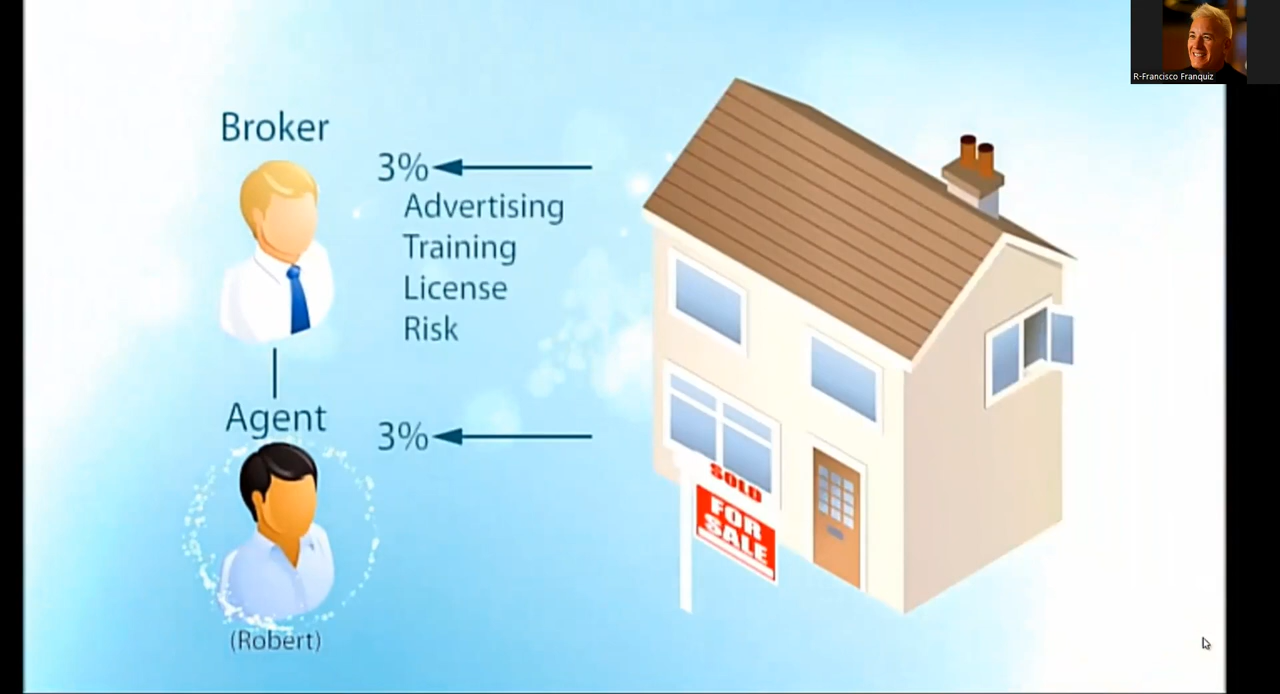 R-Francisco Franquiz
Broker
3%
Advertising
Training
License
Risk
Agent
3%
(Robert)
SOLD
FOR
SALE